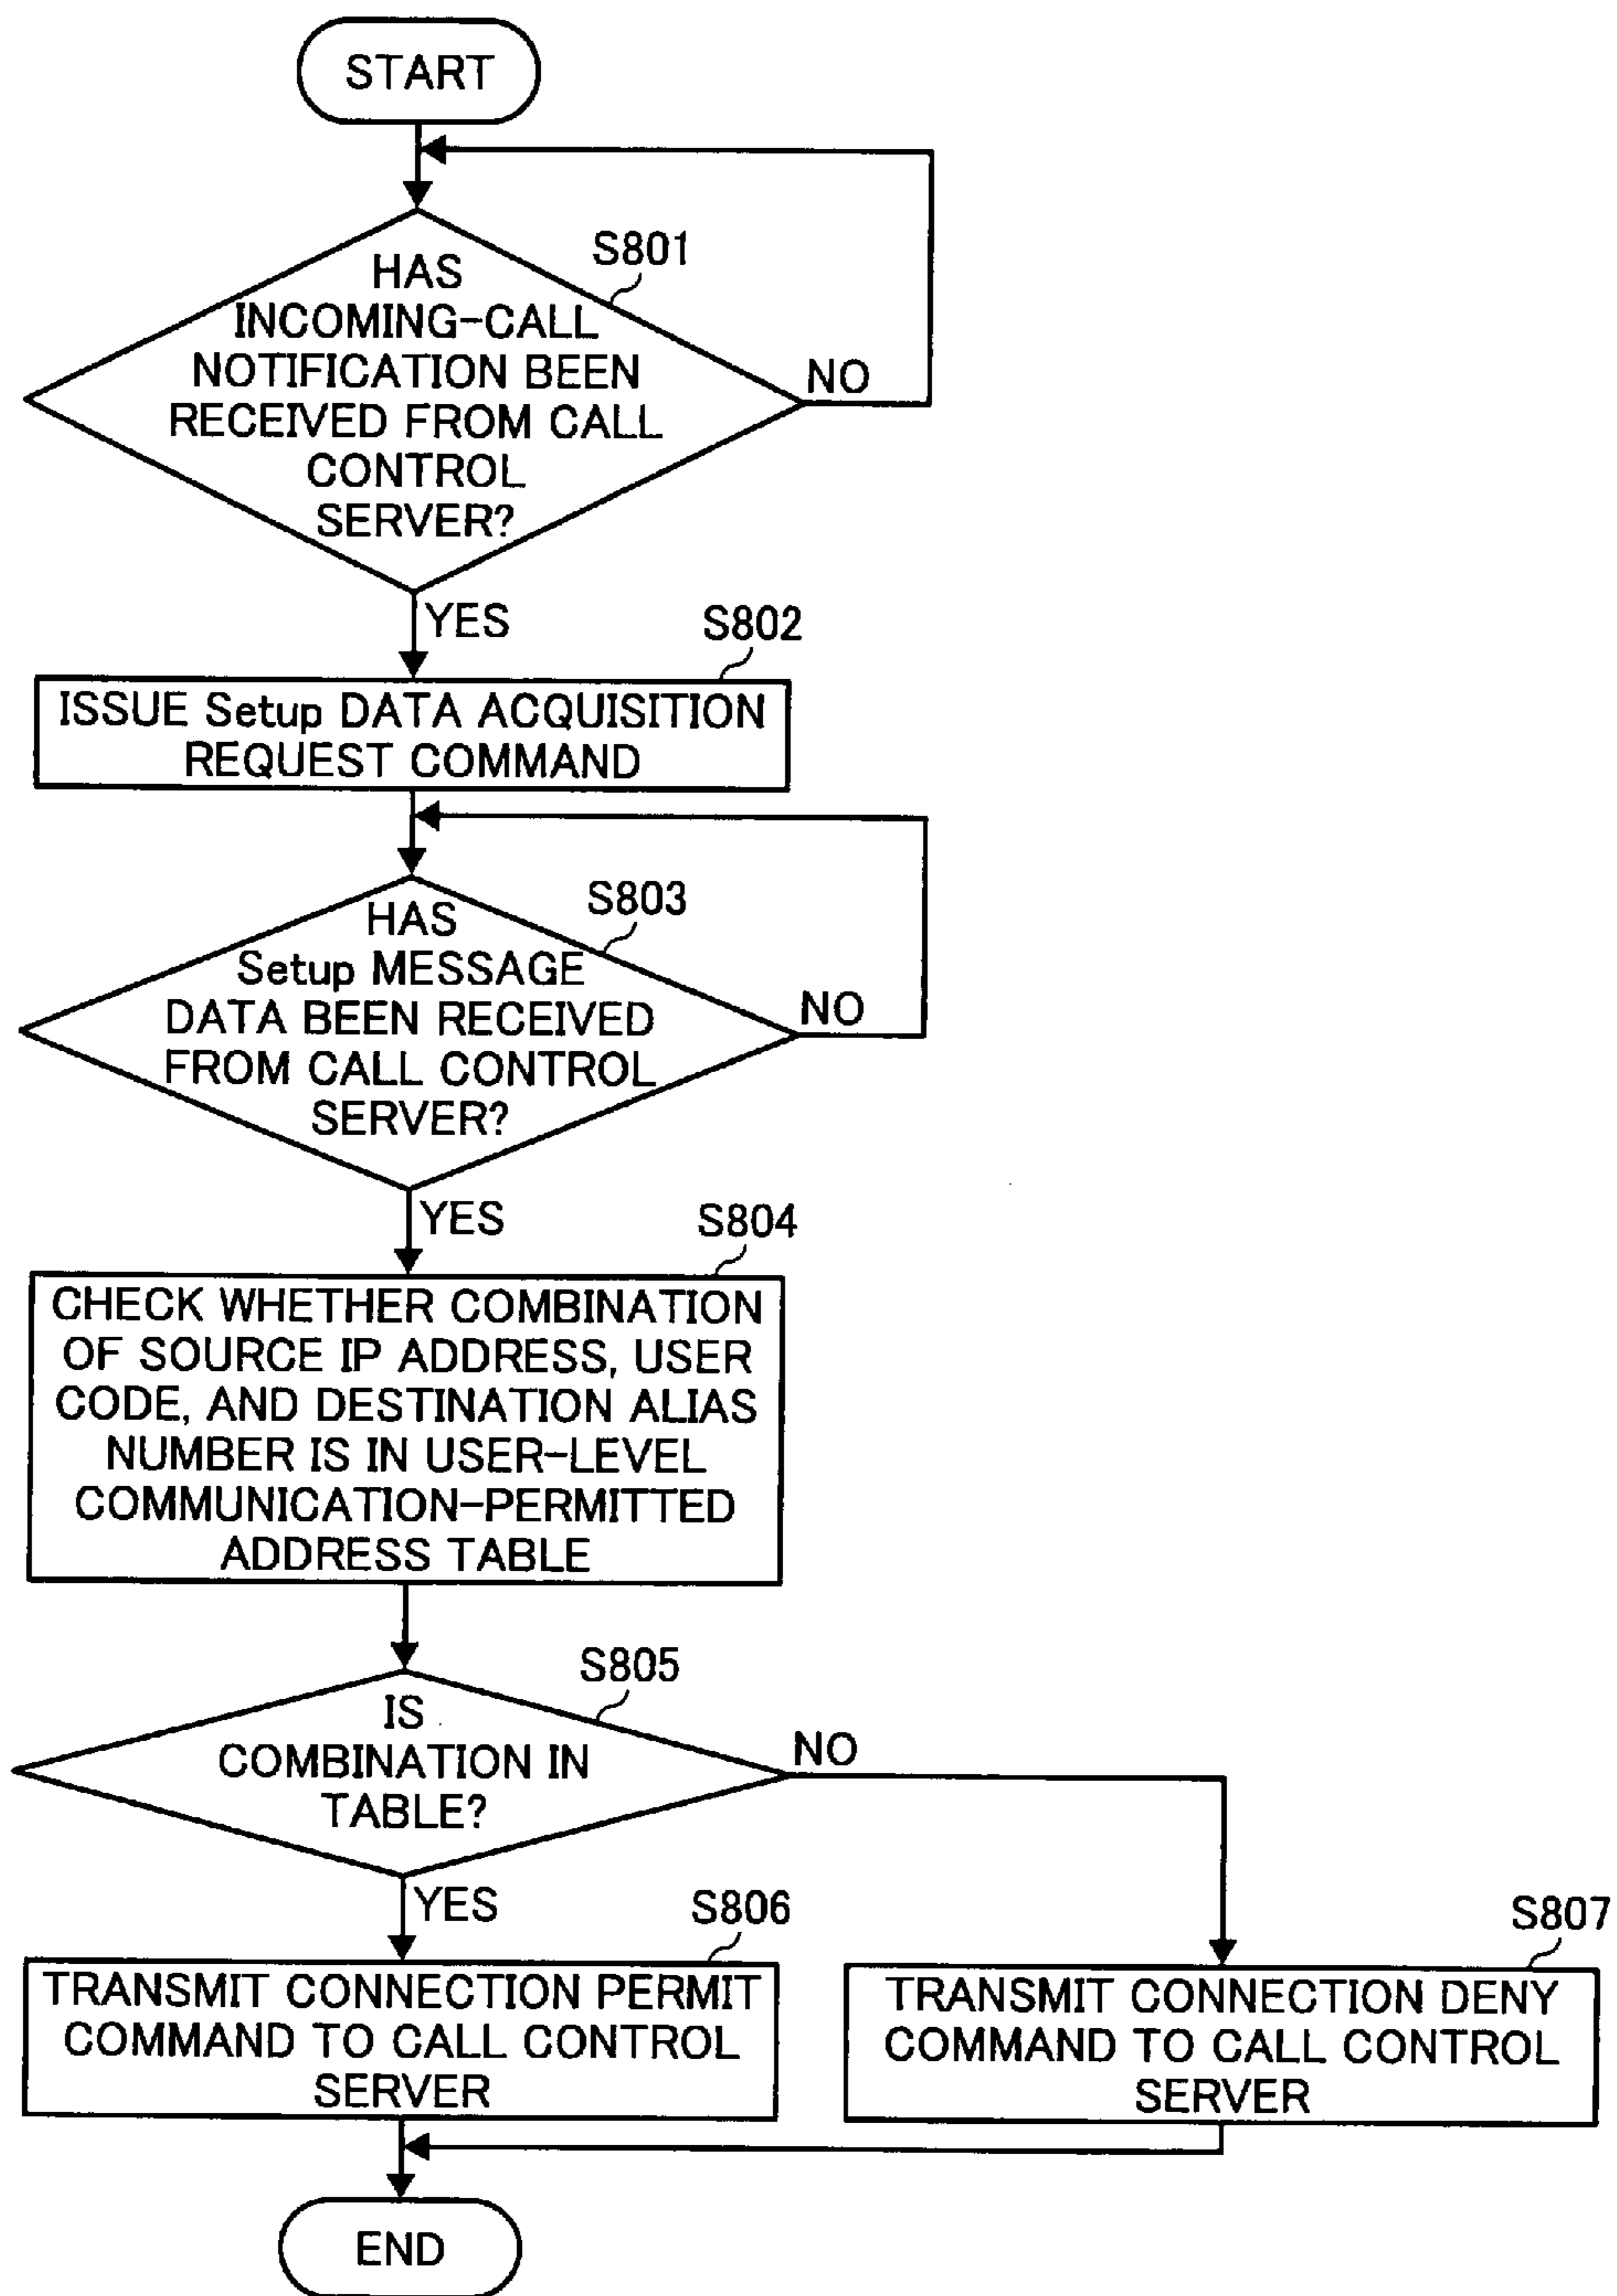 START
S801
HAS
INCOMING-CALL
NOTIFICATION BEEN
RECEIVED FROM CALL
CONTROL
SERVER?
NO
YES
S802
ISSUE Setup DATA ACQUISITION
REQUEST COMMAND
S803
HAS
Setup MESSAGE
DATA BEEN RECEIVED
FROM CALL CONTROL
SERVER?
NO
YES
S804
CHECK WHETHER COMBINATION
OF SOURCE IP ADDRESS, USER
CODE, AND DESTINATION ALIAS
NUMBER IS IN USER-LEVEL
COMMUNICATION-PERMITTED
ADDRESS TABLE
S805
IS
COMBINATION IN
TABLE?
NO
YES
S806
TRANSMIT CONNECTION PERMIT
COMMAND TO CALL CONTROL
SERVER
S807
TRANSMIT CONNECTION DENY
COMMAND TO CALL CONTROL
SERVER
END